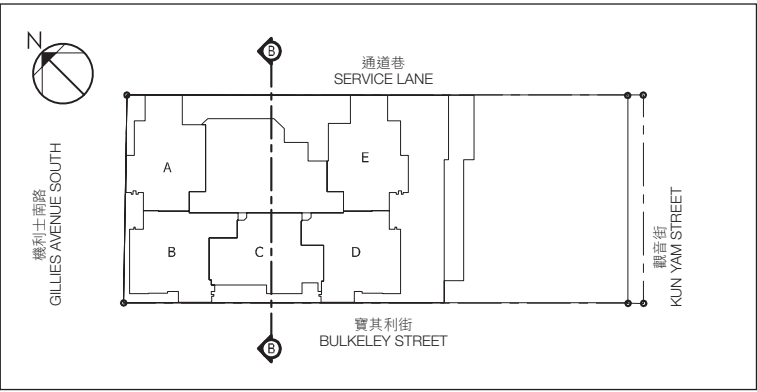 N
B
通道巷
SERVICE LANE
機利士南路
GILLIES AVENUE SOUTH
A
E
B
C
D
觀音街
KUN YAM STREET
寶其利街
BULKELEY STREET
B